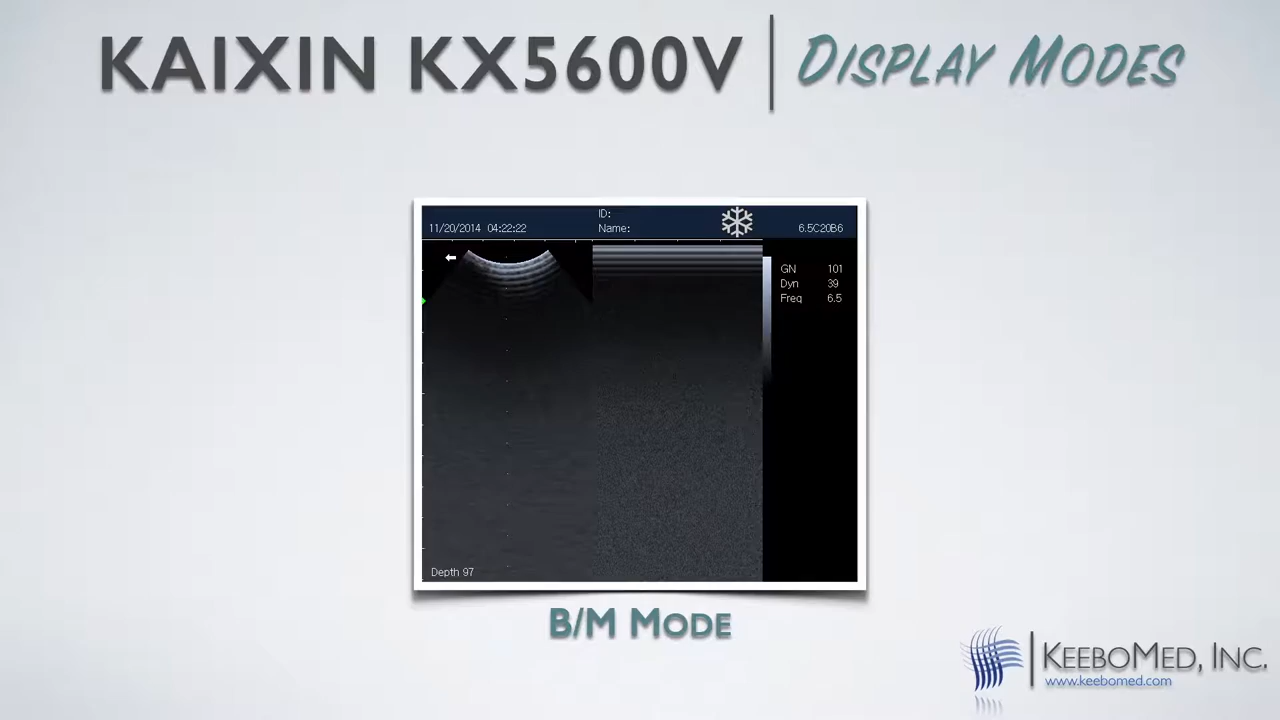 KAIXIN KX5600V | DISPLAY MODES
ID:
11/20/2014 04:22:22 Name: 6.5C20B6
GN 101
Dyn 39
Freq 6.5
Depth 97
B/M MODE
KEEBOMED, INC.
www.keebomed.com